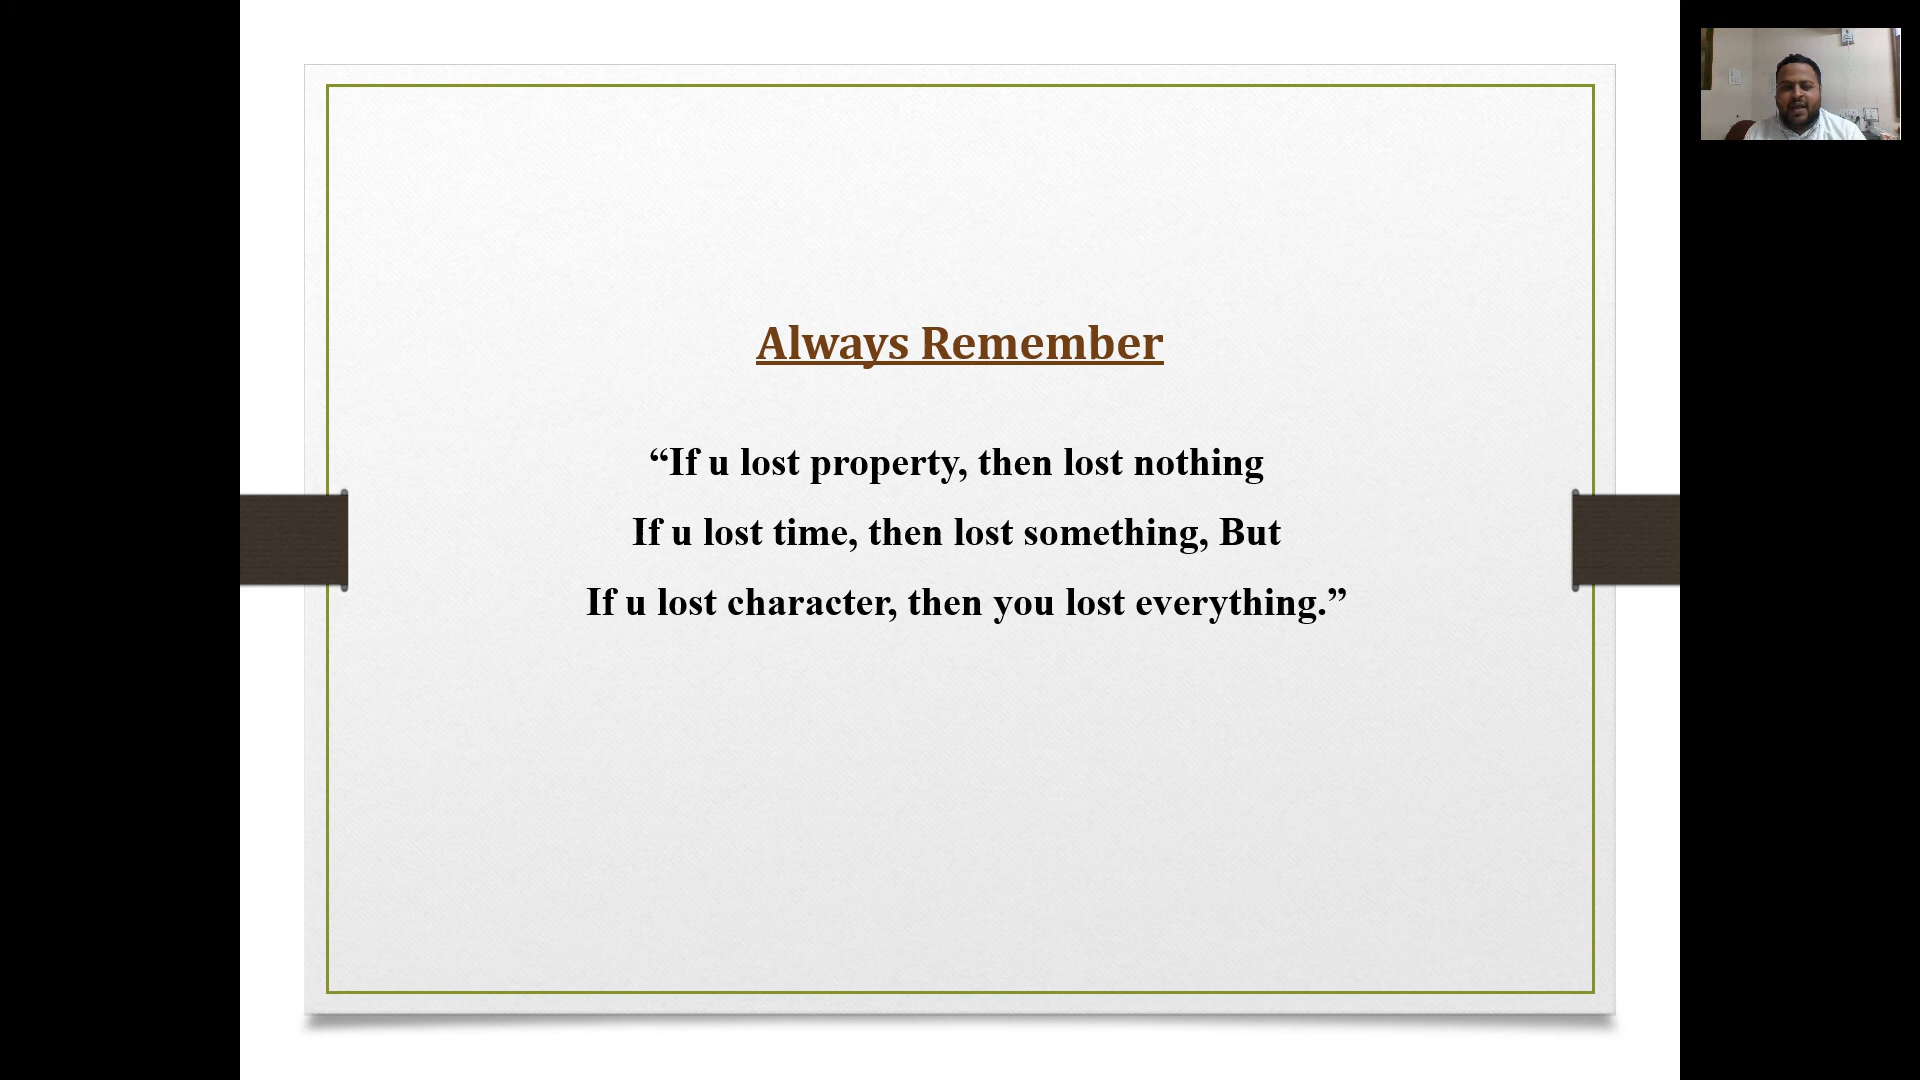 Always Remember
“If u lost property, then lost nothing
If u lost time, then lost something, But
If u lost character, then you lost everything.”